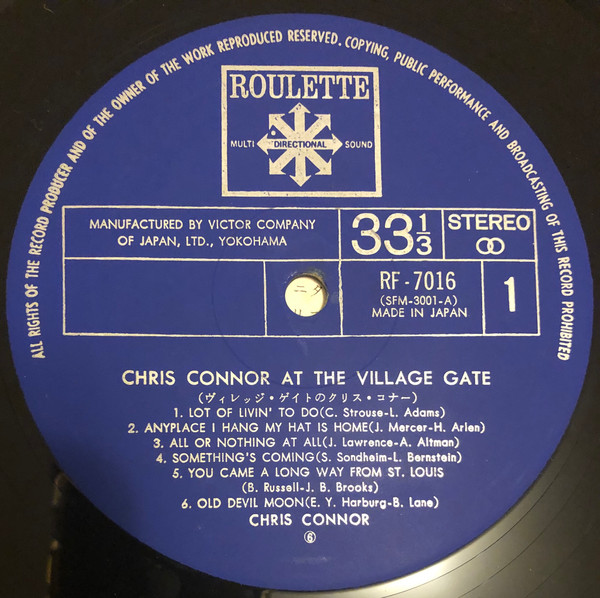 ALL RIGHTS OF THE RECORD PRODUCER AND OF THE OWNER OF THE WORK REPRODUCED RESERVED. COPYING, PUBLIC PERFORMANCE AND BROADCASTING OF THIS RECORD PROHIBITED
ROULETTE
MULTI DIRECTIONAL SOUND
MANUFACTURED BY VICTOR COMPANY
OF JAPAN, LTD., YOKOHAMA
33 1/3
STEREO
RF-7016
(SFM-3001-A)
MADE IN JAPAN
1
CHRIS CONNOR AT THE VILLAGE GATE
(ヴィレッジ・ゲイトのクリス・コナー)
1. LOT OF LIVIN' TO DO(C. Strouse-L. Adams)
2. ANYPLACE I HANG MY HAT IS HOME(J. Mercer-H. Arlen)
3. ALL OR NOTHING AT ALL(J. Lawrence-A. Altman)
4. SOMETHING'S COMING(S. Sondheim-L. Bernstein)
5. YOU CAME A LONG WAY FROM ST. LOUIS
(B. Russell-J. B. Brooks)
6. OLD DEVIL MOON(E. Y. Harburg-B. Lane)
CHRIS CONNOR
⑥